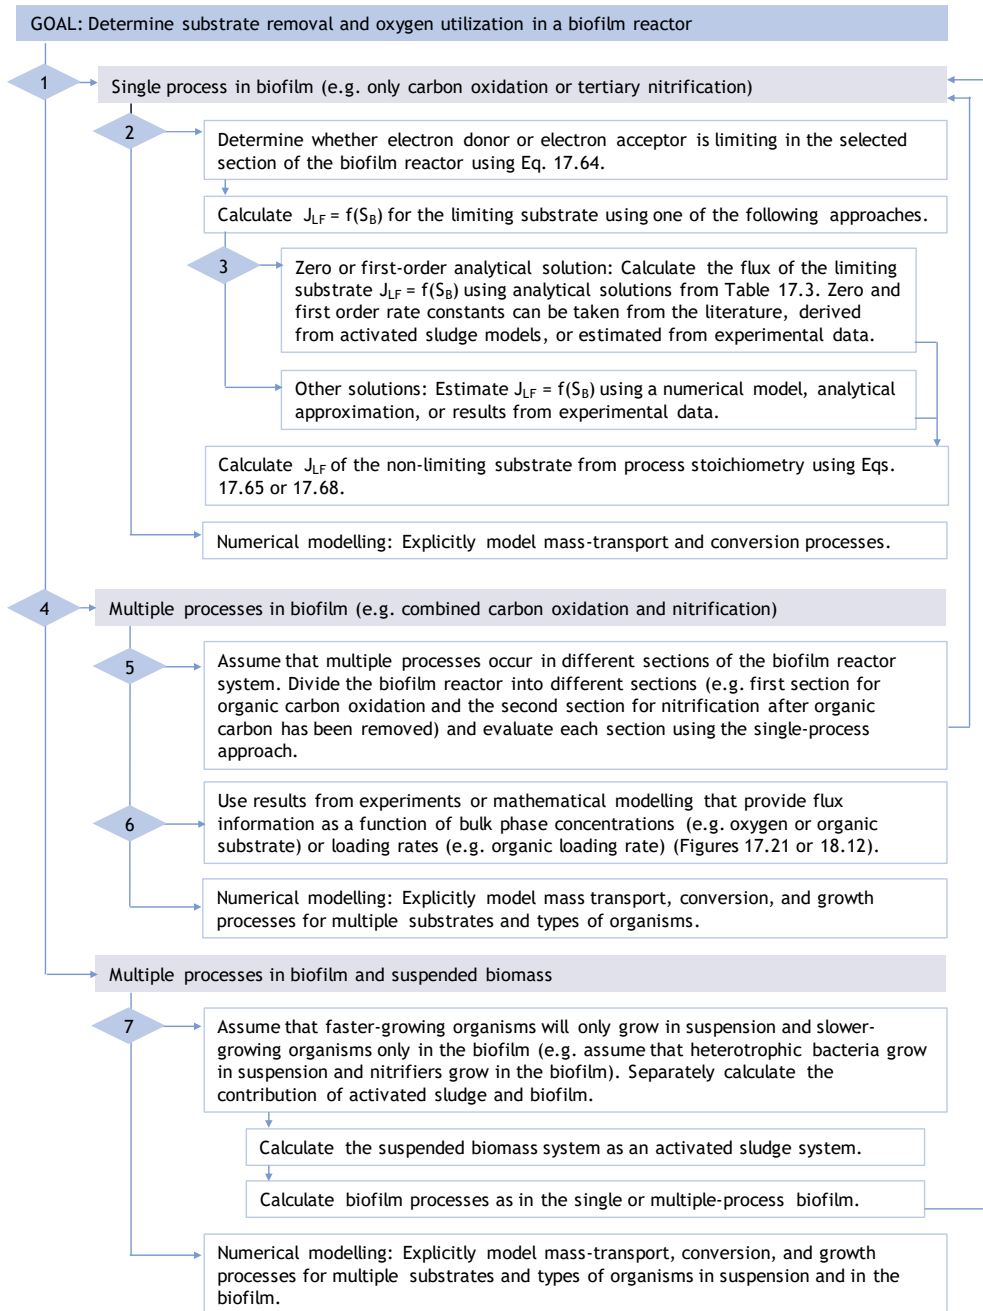 GOAL: Determine substrate removal and oxygen utilization in a biofilm reactor
1
Single process in biofilm (e.g. only carbon oxidation or tertiary nitrification)
2
Determine whether electron donor or electron acceptor is limiting in the selected
section of the biofilm reactor using Eq. 17.64.
Calculate J_LF = f(S_B) for the limiting substrate using one of the following approaches.
3
Zero or first-order analytical solution: Calculate the flux of the limiting
substrate J_LF = f(S_B) using analytical solutions from Table 17.3. Zero and
first order rate constants can be taken from the literature, derived
from activated sludge models, or estimated from experimental data.
Other solutions: Estimate J_LF = f(S_B) using a numerical model, analytical
approximation, or results from experimental data.
Calculate J_LF of the non-limiting substrate from process stoichiometry using Eqs.
17.65 or 17.68.
Numerical modelling: Explicitly model mass-transport and conversion processes.
4
Multiple processes in biofilm (e.g. combined carbon oxidation and nitrification)
5
Assume that multiple processes occur in different sections of the biofilm reactor
system. Divide the biofilm reactor into different sections (e.g. first section for
organic carbon oxidation and the second section for nitrification after organic
carbon has been removed) and evaluate each section using the single-process
approach.
6
Use results from experiments or mathematical modelling that provide flux
information as a function of bulk phase concentrations (e.g. oxygen or organic
substrate) or loading rates (e.g. organic loading rate) (Figures 17.21 or 18.12).
Numerical modelling: Explicitly model mass transport, conversion, and growth
processes for multiple substrates and types of organisms.
Multiple processes in biofilm and suspended biomass
7
Assume that faster-growing organisms will only grow in suspension and slower-
growing organisms only in the biofilm (e.g. assume that heterotrophic bacteria grow
in suspension and nitrifiers grow in the biofilm). Separately calculate the
contribution of activated sludge and biofilm.
Calculate the suspended biomass system as an activated sludge system.
Calculate biofilm processes as in the single or multiple-process biofilm.
Numerical modelling: Explicitly model mass-transport, conversion, and growth
processes for multiple substrates and types of organisms in suspension and in the
biofilm.